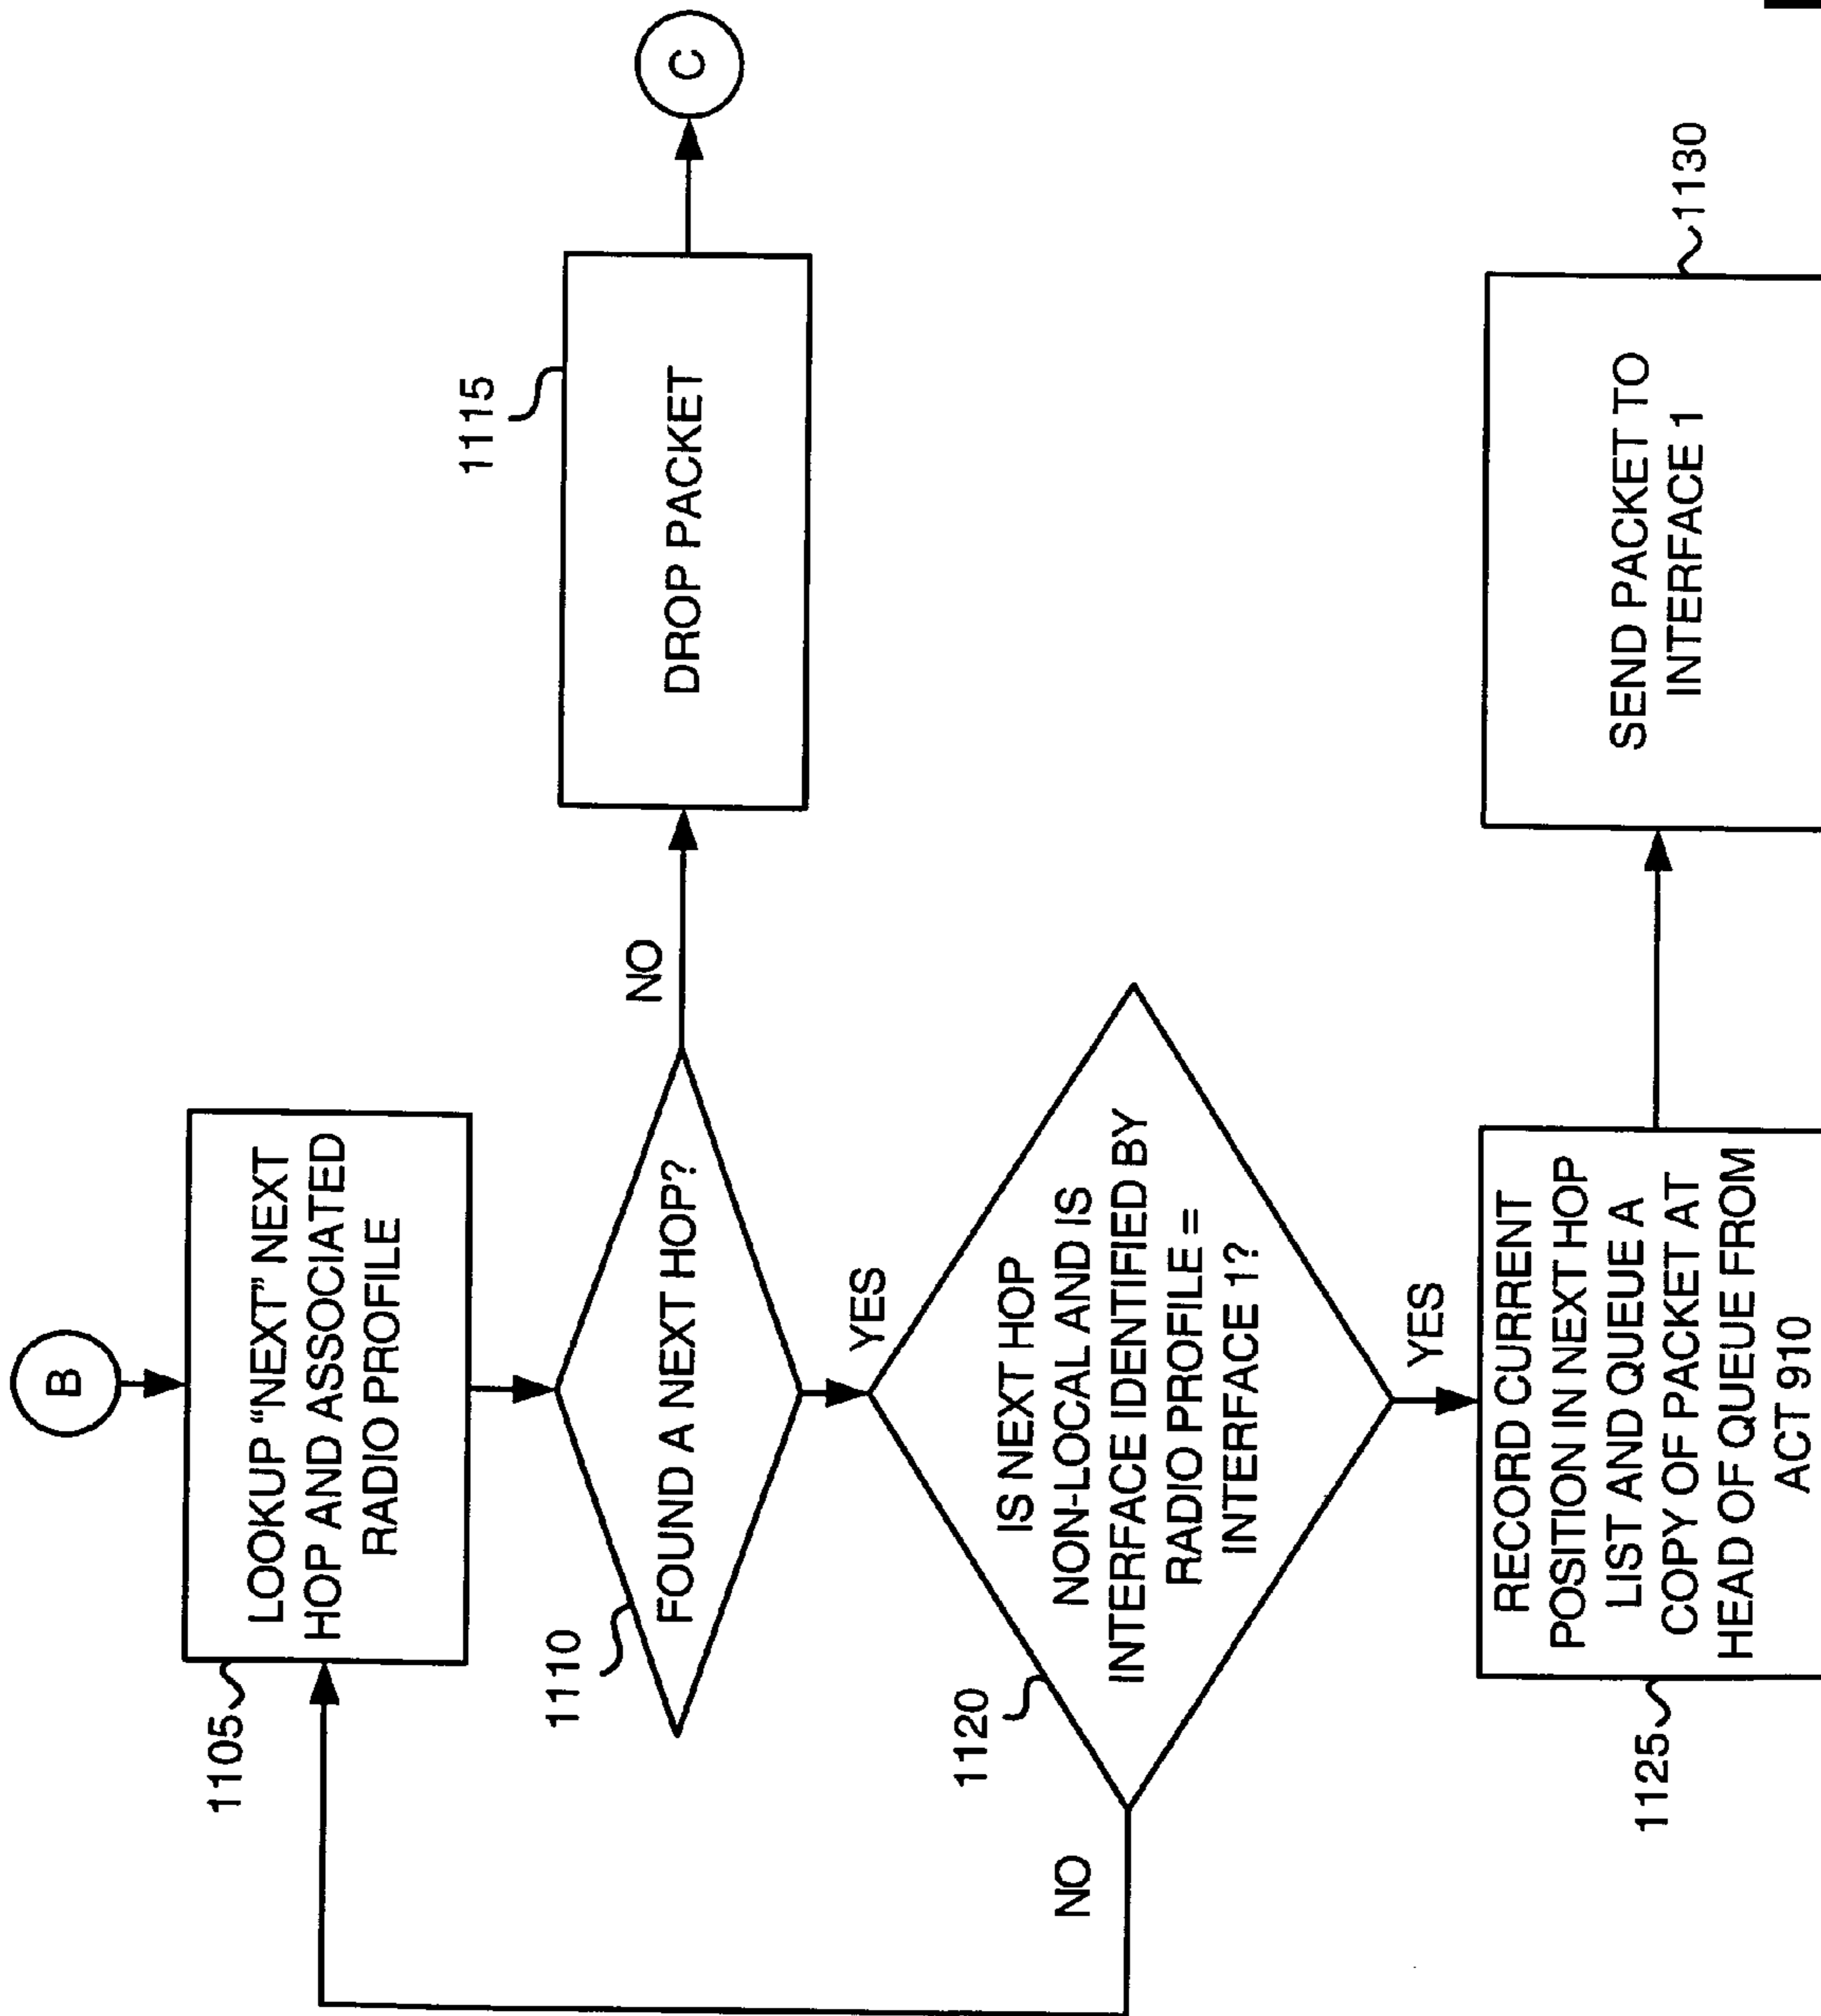 B
1105
LOOKUP “NEXT” NEXT
HOP AND ASSOCIATED
RADIO PROFILE
1110
FOUND A NEXT HOP?
NO
1115
DROP PACKET
C
YES
1120
IS NEXT HOP
NON-LOCAL AND IS
INTERFACE IDENTIFIED BY
RADIO PROFILE =
INTERFACE 1?
NO
YES
1125
RECORD CURRENT
POSITION IN NEXT HOP
LIST AND QUEUE A
COPY OF PACKET AT
HEAD OF QUEUE FROM
ACT 910
1130
SEND PACKET TO
INTERFACE 1